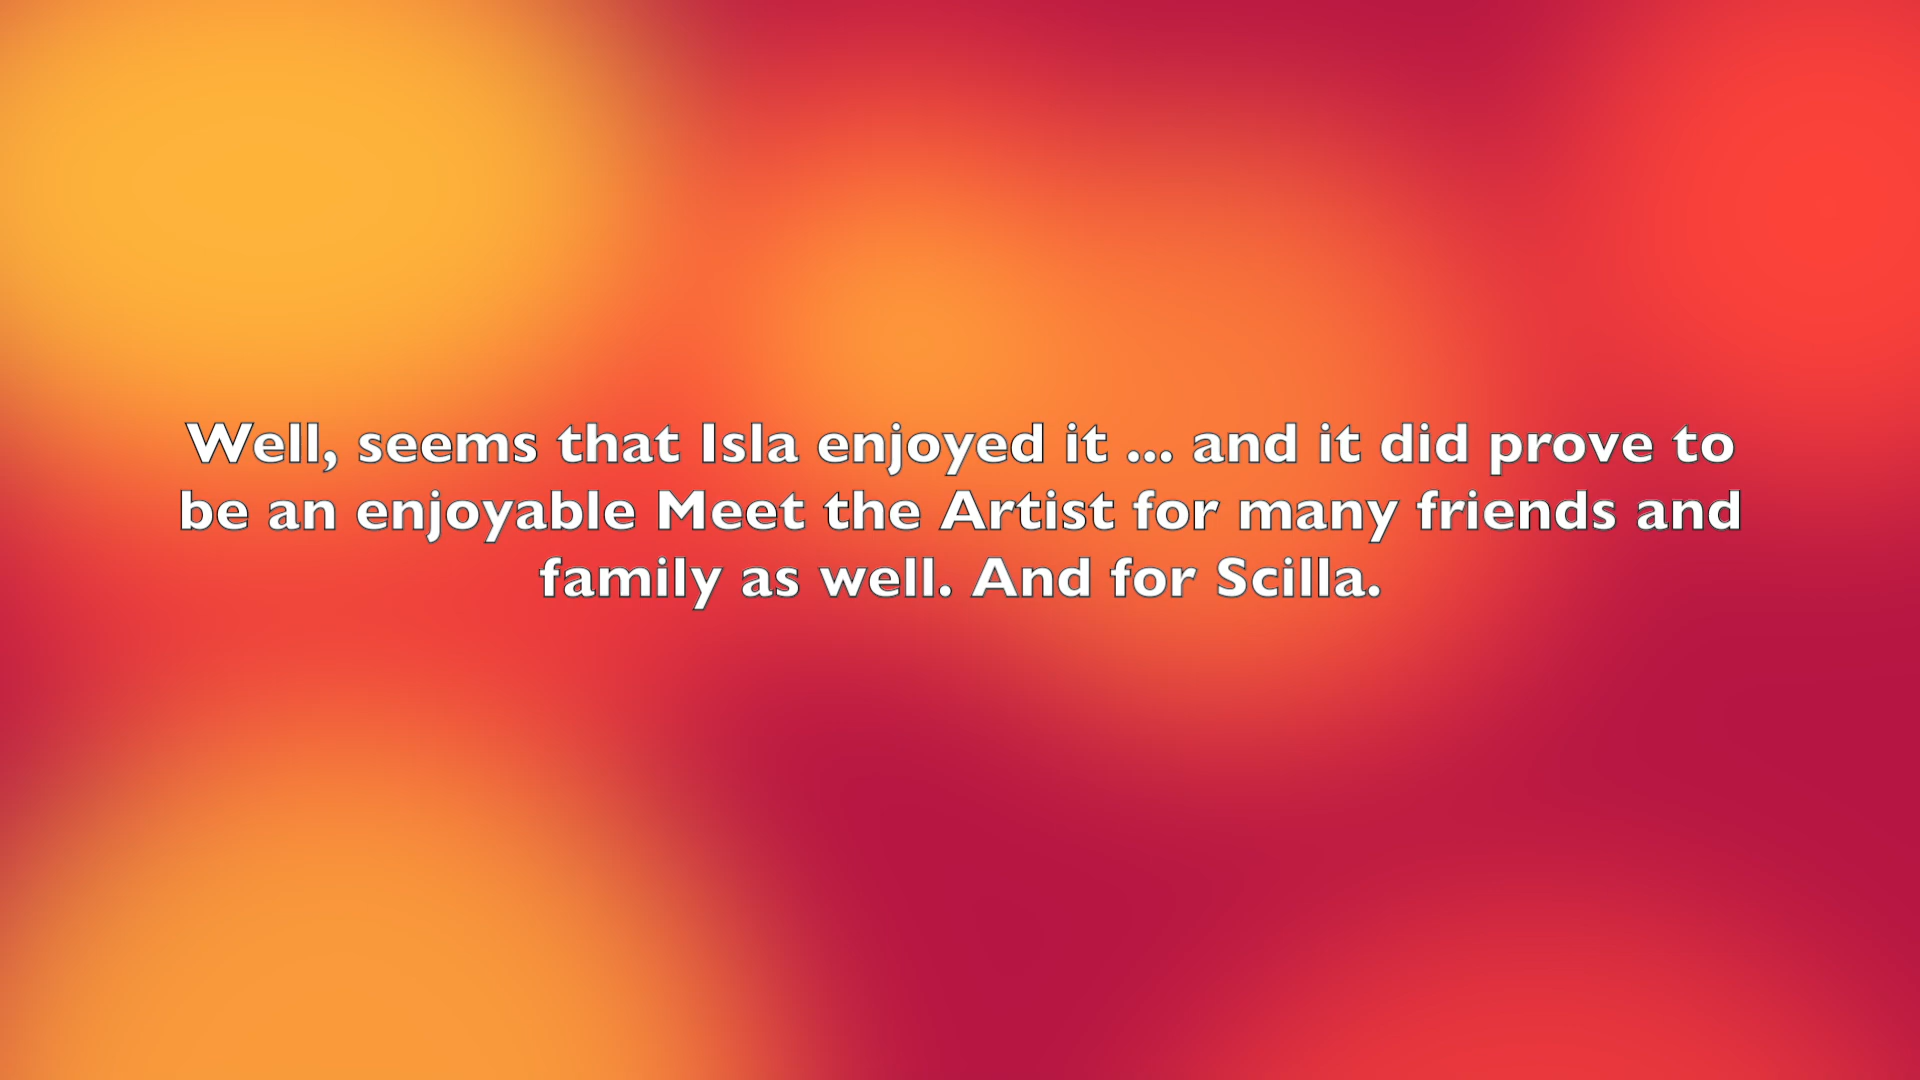 Well, seems that Isla enjoyed it ... and it did prove to
be an enjoyable Meet the Artist for many friends and
family as well. And for Scilla.